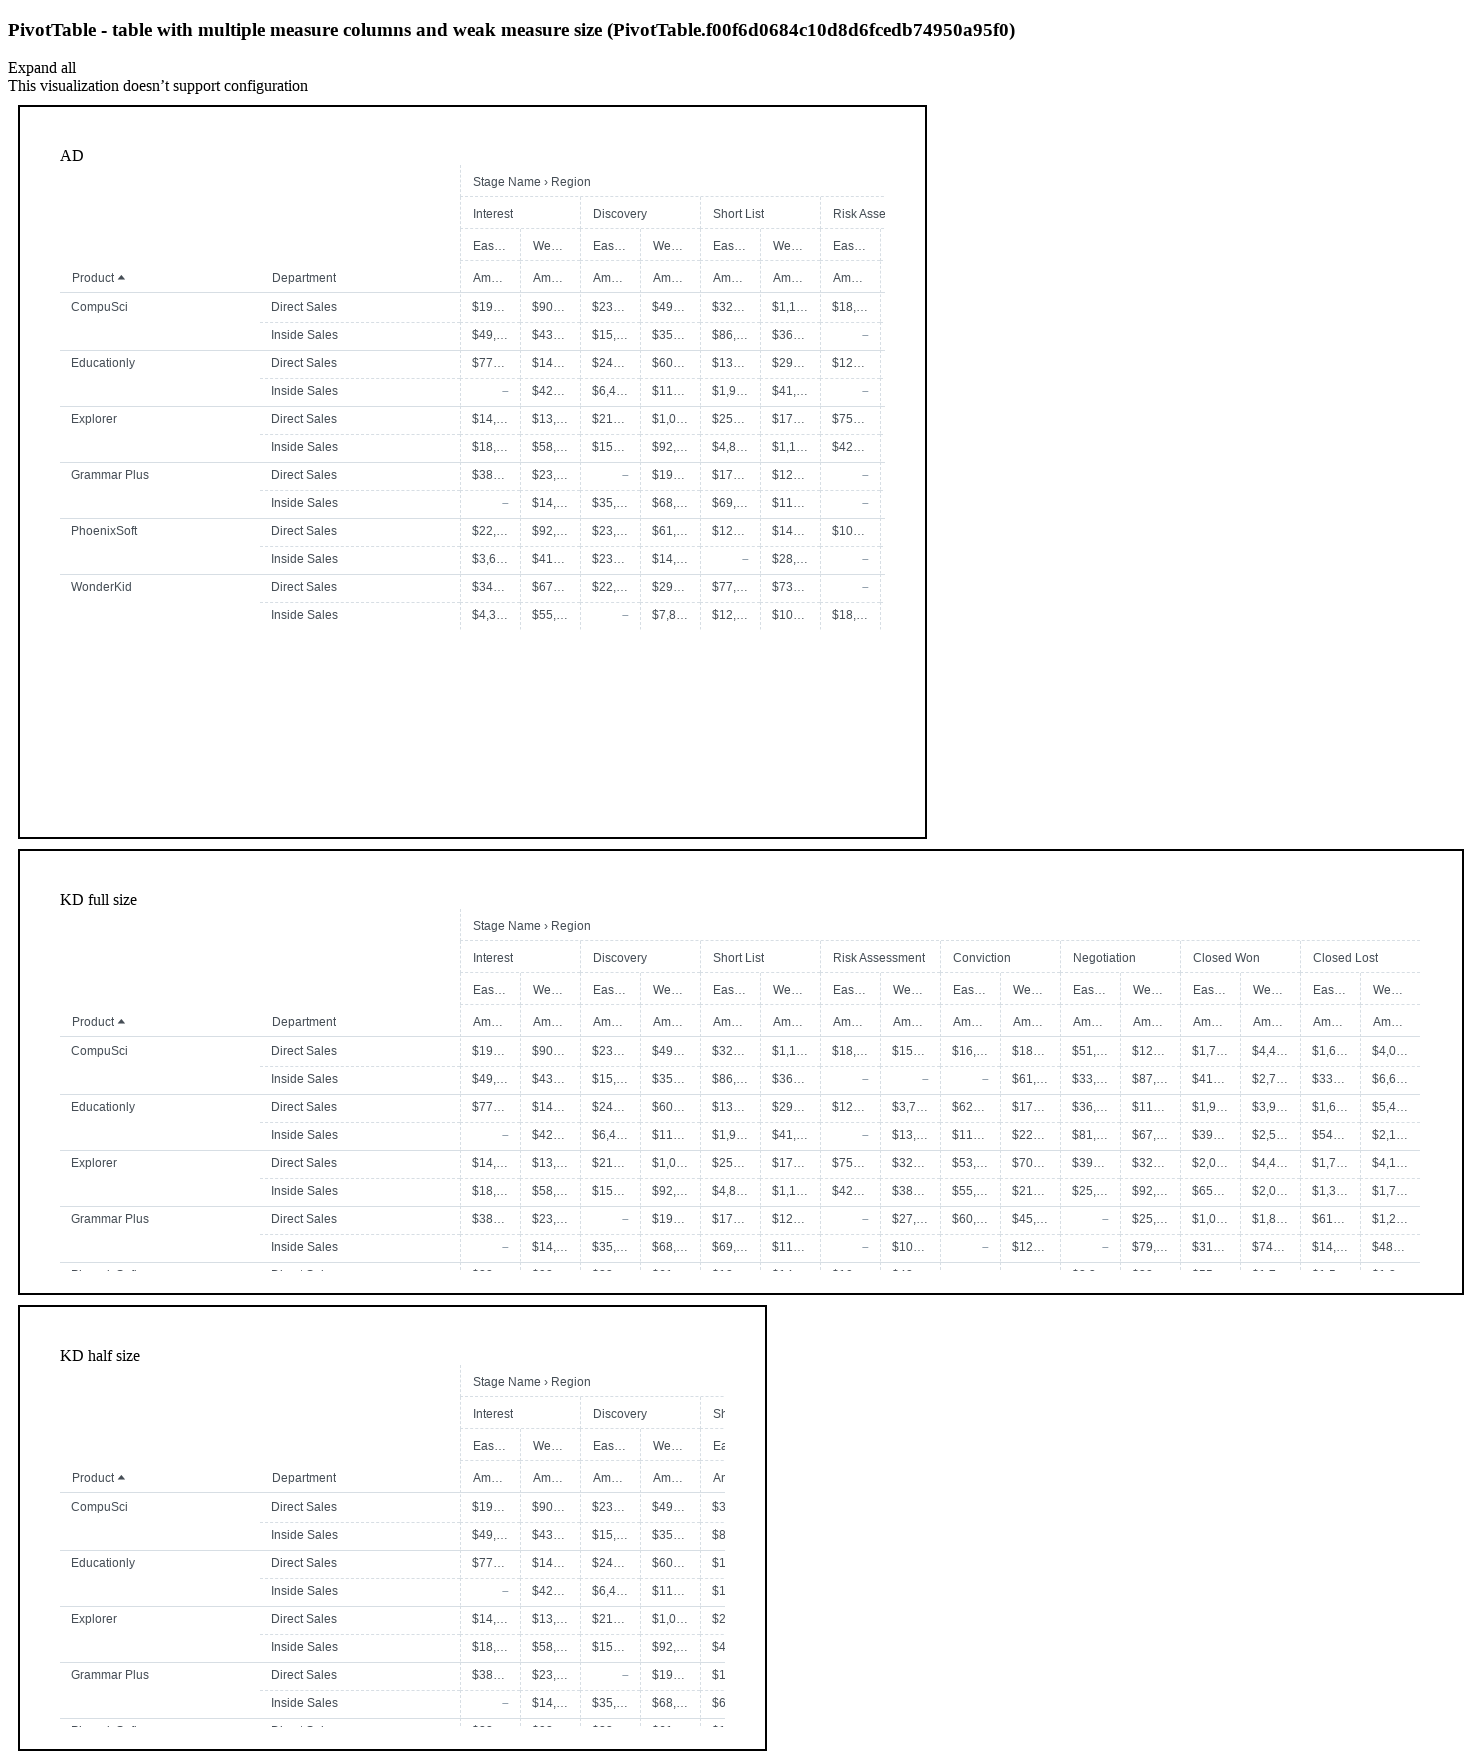 PivotTable - table with multiple measure columns and weak measure size (PivotTable.f00f6d0684c10d8d6fcedb74950a95f0)
Expand all
This visualization doesn’t support configuration
AD
Stage Name › Region
Interest Discovery Short List Risk Asse
Eas… We… Eas… We… Eas… We… Eas…
Product Department Am… Am… Am… Am… Am… Am… Am…
CompuSci Direct Sales $19… $90… $23… $49… $32… $1,1… $18,…
Inside Sales $49,… $43… $15,… $35… $86,… $36… –
Educationly Direct Sales $77… $14… $24… $60… $13… $29… $12…
Inside Sales – $42… $6,4… $11… $1,9… $41,… –
Explorer Direct Sales $14,… $13,… $21… $1,0… $25… $17… $75…
Inside Sales $18,… $58,… $15… $92,… $4,8… $1,1… $42…
Grammar Plus Direct Sales $38… $23,… – $19… $17… $12… –
Inside Sales – $14,… $35,… $68,… $69,… $11… –
PhoenixSoft Direct Sales $22,… $92,… $23,… $61,… $12… $14… $10…
Inside Sales $3,6… $41… $23… $14,… – $28,… –
WonderKid Direct Sales $34… $67… $22,… $29… $77,… $73… –
Inside Sales $4,3… $55,… – $7,8… $12,… $10… $18,…
KD full size
Stage Name › Region
Interest Discovery Short List Risk Assessment Conviction Negotiation Closed Won Closed Lost
Eas… We… Eas… We… Eas… We… Eas… We… Eas… We… Eas… We… Eas… We… Eas… We…
Product Department Am… Am… Am… Am… Am… Am… Am… Am… Am… Am… Am… Am… Am… Am… Am… Am…
CompuSci Direct Sales $19… $90… $23… $49… $32… $1,1… $18,… $15… $16,… $18… $51,… $12… $1,7… $4,4… $1,6… $4,0…
Inside Sales $49,… $43… $15,… $35… $86,… $36… – – – $61,… $33,… $87,… $41… $2,7… $33… $6,6…
Educationly Direct Sales $77… $14… $24… $60… $13… $29… $12… $3,7… $62… $17… $36,… $11… $1,9… $3,9… $1,6… $5,4…
Inside Sales – $42… $6,4… $11… $1,9… $41,… – $13,… $11… $22… $81,… $67,… $39… $2,5… $54… $2,1…
Explorer Direct Sales $14,… $13,… $21… $1,0… $25… $17… $75… $32… $53,… $70… $39… $32… $2,0… $4,4… $1,7… $4,1…
Inside Sales $18,… $58,… $15… $92,… $4,8… $1,1… $42… $38… $55,… $21… $25,… $92,… $65… $2,0… $1,3… $1,7…
Grammar Plus Direct Sales $38… $23,… – $19… $17… $12… – $27,… $60,… $45,… – $25,… $1,0… $1,8… $61… $1,2…
Inside Sales – $14,… $35,… $68,… $69,… $11… – $10… – $12… – $79,… $31… $74… $14,… $48…
KD half size
Stage Name › Region
Interest Discovery Sh
Eas… We… Eas… We… Ea
Product Department Am… Am… Am… Am… Am
CompuSci Direct Sales $19… $90… $23… $49… $3
Inside Sales $49,… $43… $15,… $35… $8
Educationly Direct Sales $77… $14… $24… $60… $1
Inside Sales – $42… $6,4… $11… $1
Explorer Direct Sales $14,… $13,… $21… $1,0… $2
Inside Sales $18,… $58,… $15… $92,… $4
Grammar Plus Direct Sales $38… $23,… – $19… $1
Inside Sales – $14,… $35,… $68,… $6